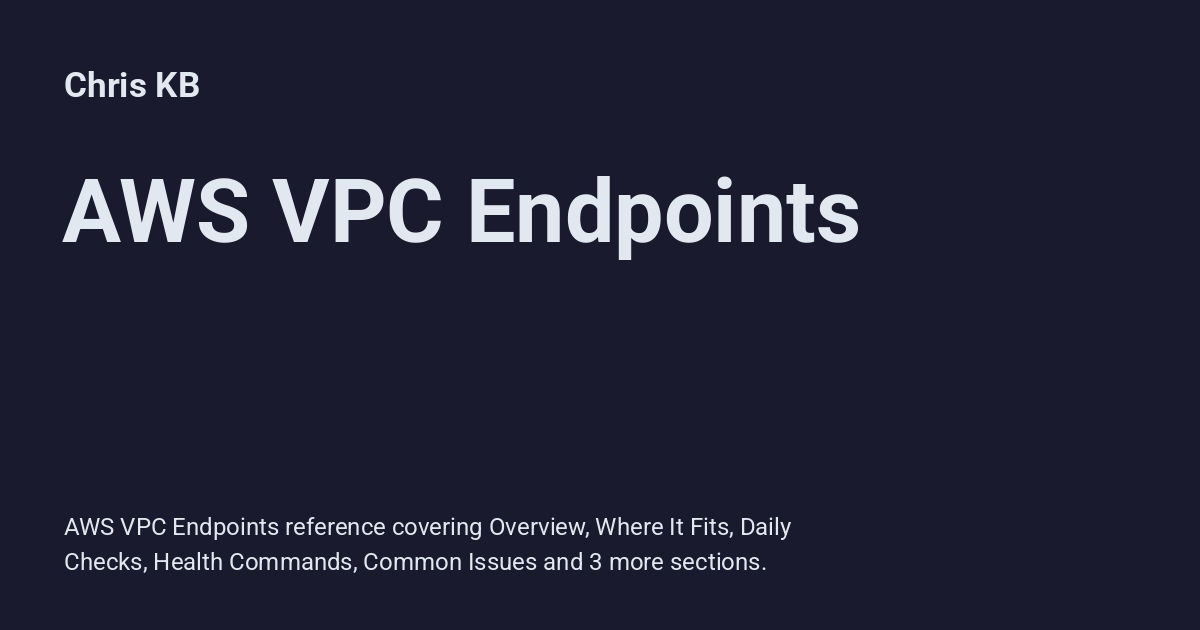 Chris KB
AWS VPC Endpoints
AWS VPC Endpoints reference covering Overview, Where It Fits, Daily
Checks, Health Commands, Common Issues and 3 more sections.